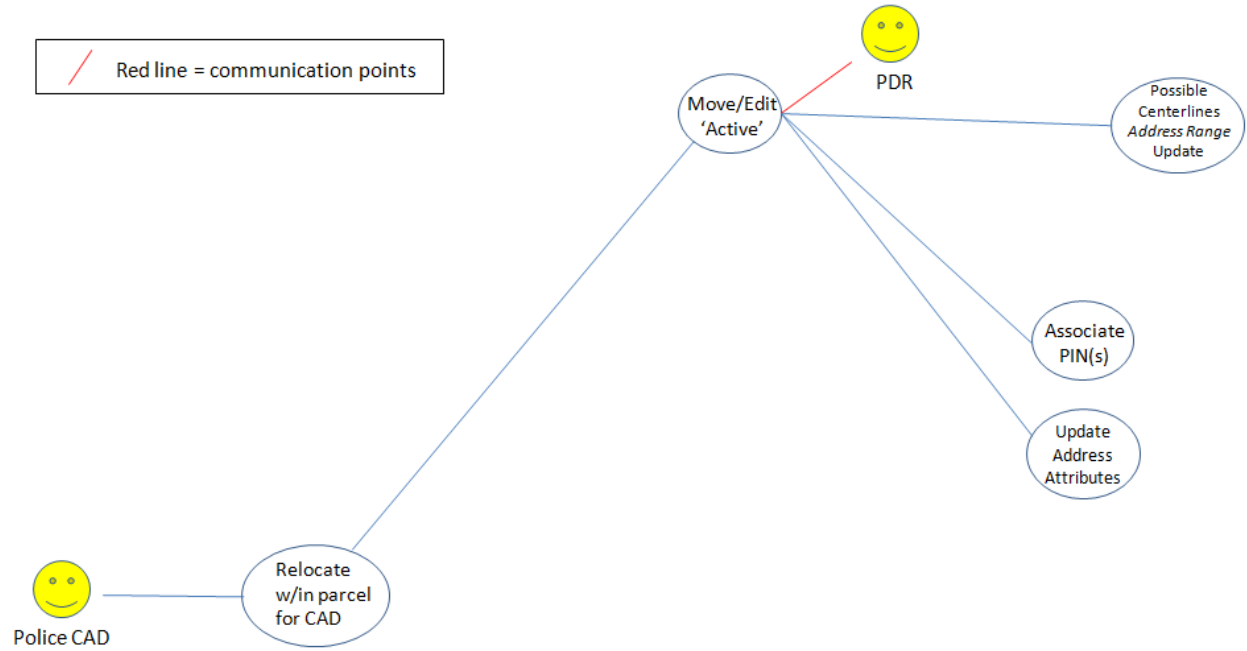 Red line = communication points
PDR
Move/Edit
‘Active’
Possible
Centerlines
Address Range
Update
Associate
PIN(s)
Update
Address
Attributes
Relocate
w/in parcel
for CAD
Police CAD